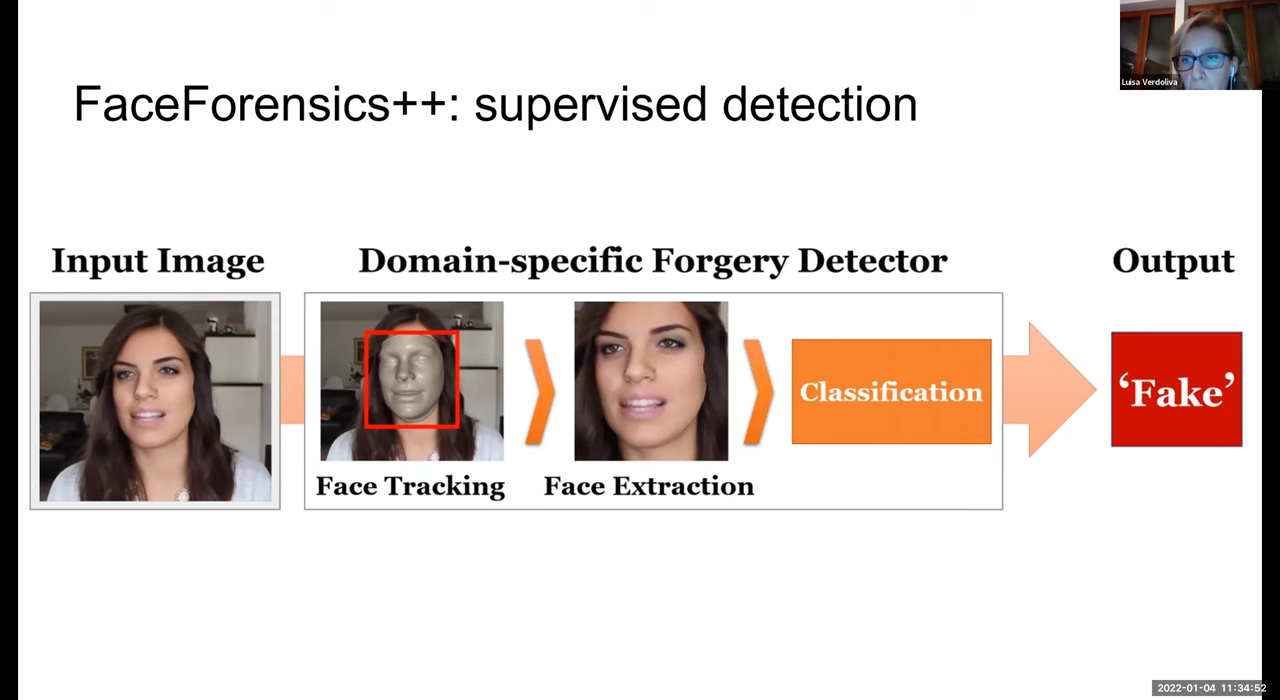 Luisa Verdoliva
FaceForensics++: supervised detection
Input Image
Domain-specific Forgery Detector
Output
Classification
'Fake'
Face Tracking
Face Extraction
2022-01-04 11:34:52